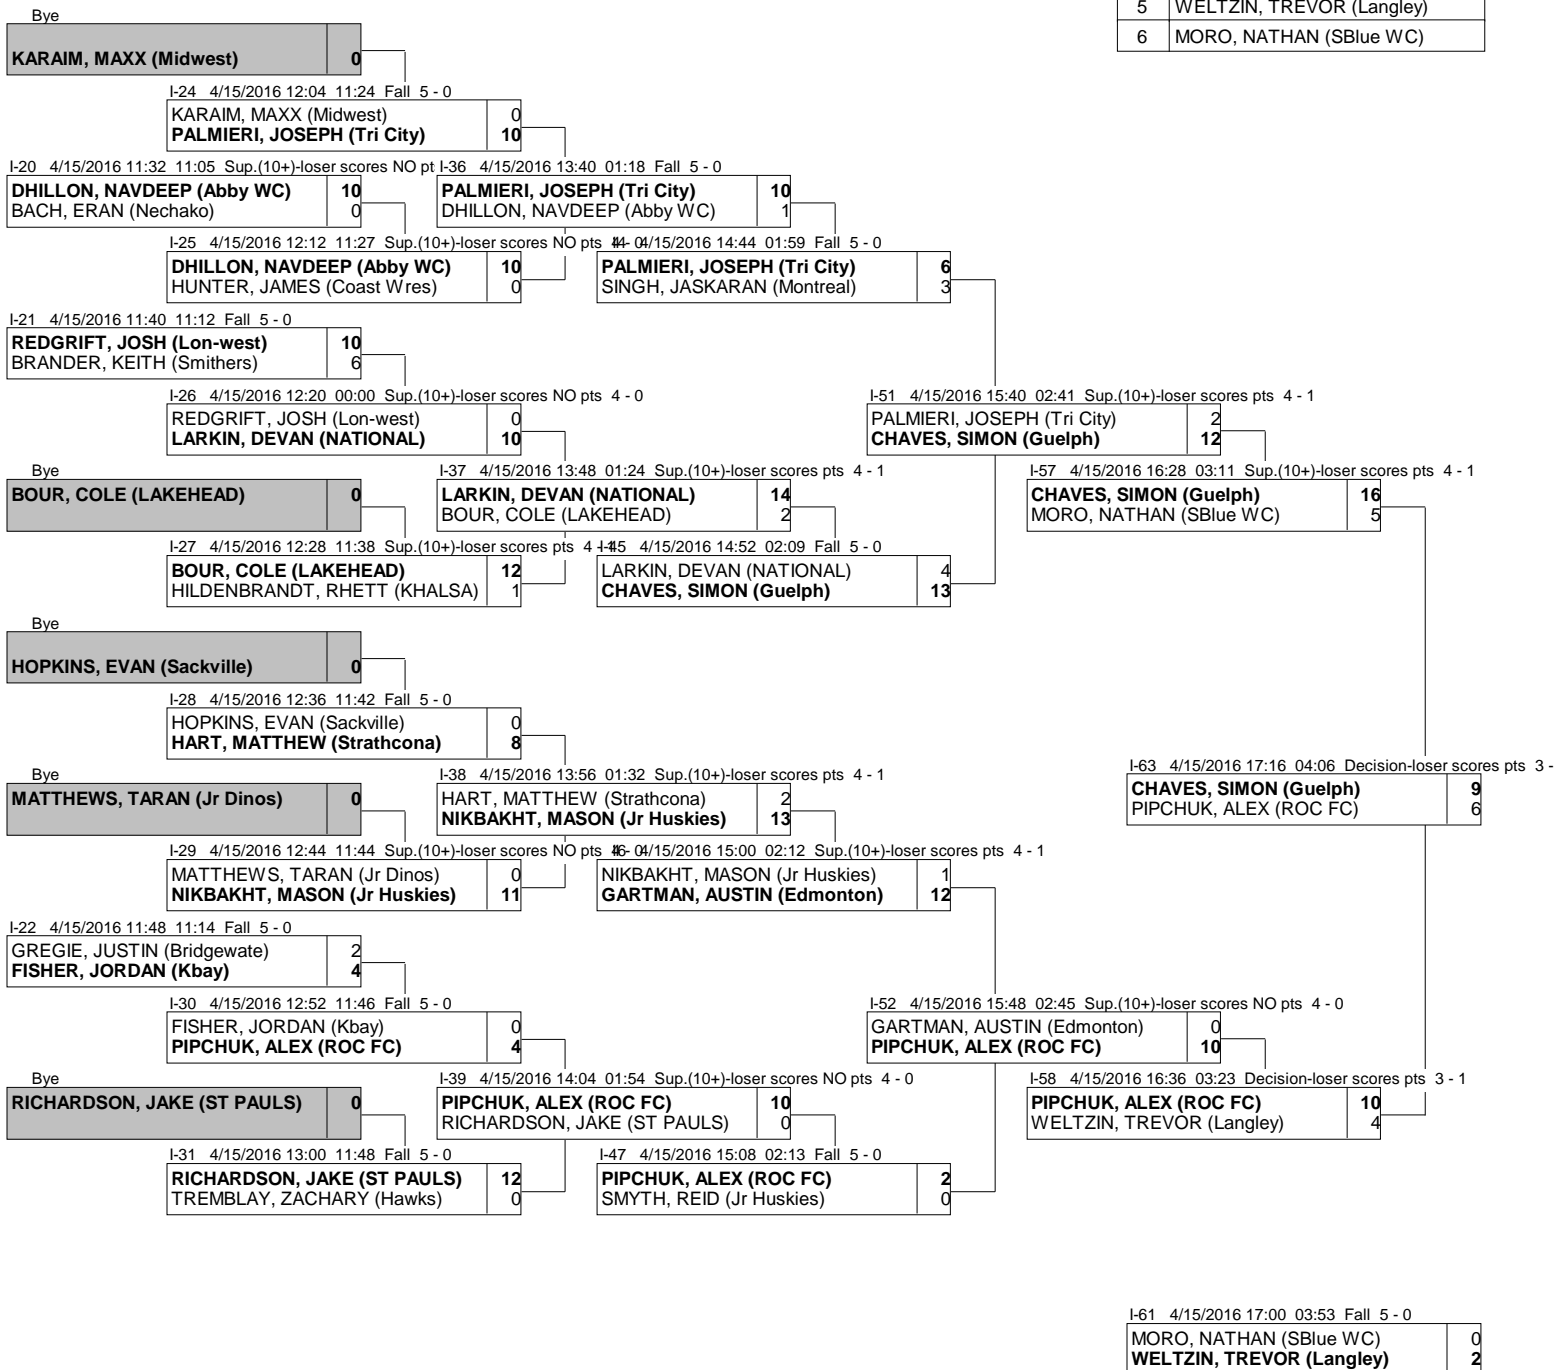 5 WELTZIN, TREVOR (Langley)
6 MORO, NATHAN (SBlue WC)
Bye
KARAIM, MAXX (Midwest) 0
I-24 4/15/2016 12:04 11:24 Fall 5 - 0
KARAIM, MAXX (Midwest) 0
PALMIERI, JOSEPH (Tri City) 10
I-20 4/15/2016 11:32 11:05 Sup.(10+)-loser scores NO pt
I-36 4/15/2016 13:40 01:18 Fall 5 - 0
DHILLON, NAVDEEP (Abby WC) 10
BACH, ERAN (Nechako) 0
PALMIERI, JOSEPH (Tri City) 10
DHILLON, NAVDEEP (Abby WC) 1
I-25 4/15/2016 12:12 11:27 Sup.(10+)-loser scores NO pts
4/15/2016 14:44 01:59 Fall 5 - 0
DHILLON, NAVDEEP (Abby WC) 10
HUNTER, JAMES (Coast Wres) 0
PALMIERI, JOSEPH (Tri City) 6
SINGH, JASKARAN (Montreal) 3
I-21 4/15/2016 11:40 11:12 Fall 5 - 0
REDGRIFT, JOSH (Lon-west) 10
BRANDER, KEITH (Smithers) 6
I-26 4/15/2016 12:20 00:00 Sup.(10+)-loser scores NO pts 4 - 0
REDGRIFT, JOSH (Lon-west) 0
LARKIN, DEVAN (NATIONAL) 10
I-51 4/15/2016 15:40 02:41 Sup.(10+)-loser scores pts 4 - 1
PALMIERI, JOSEPH (Tri City) 2
CHAVES, SIMON (Guelph) 12
Bye
BOUR, COLE (LAKEHEAD) 0
I-37 4/15/2016 13:48 01:24 Sup.(10+)-loser scores pts 4 - 1
LARKIN, DEVAN (NATIONAL) 14
BOUR, COLE (LAKEHEAD) 2
I-57 4/15/2016 16:28 03:11 Sup.(10+)-loser scores pts 4 - 1
CHAVES, SIMON (Guelph) 16
MORO, NATHAN (SBlue WC) 5
I-27 4/15/2016 12:28 11:38 Sup.(10+)-loser scores pts 4
45 4/15/2016 14:52 02:09 Fall 5 - 0
BOUR, COLE (LAKEHEAD) 12
HILDENBRANDT, RHETT (KHALSA) 1
LARKIN, DEVAN (NATIONAL) 4
CHAVES, SIMON (Guelph) 13
Bye
HOPKINS, EVAN (Sackville) 0
I-28 4/15/2016 12:36 11:42 Fall 5 - 0
HOPKINS, EVAN (Sackville) 0
HART, MATTHEW (Strathcona) 8
Bye
MATTHEWS, TARAN (Jr Dinos) 0
I-38 4/15/2016 13:56 01:32 Sup.(10+)-loser scores pts 4 - 1
HART, MATTHEW (Strathcona) 2
NIKBAKHT, MASON (Jr Huskies) 13
I-63 4/15/2016 17:16 04:06 Decision-loser scores pts 3 -
CHAVES, SIMON (Guelph) 9
PIPCHUK, ALEX (ROC FC) 6
I-29 4/15/2016 12:44 11:44 Sup.(10+)-loser scores NO pts
4/15/2016 15:00 02:12 Sup.(10+)-loser scores pts 4 - 1
MATTHEWS, TARAN (Jr Dinos) 0
NIKBAKHT, MASON (Jr Huskies) 11
NIKBAKHT, MASON (Jr Huskies) 1
GARTMAN, AUSTIN (Edmonton) 12
I-22 4/15/2016 11:48 11:14 Fall 5 - 0
GREGIE, JUSTIN (Bridgewate) 2
FISHER, JORDAN (Kbay) 4
I-30 4/15/2016 12:52 11:46 Fall 5 - 0
FISHER, JORDAN (Kbay) 0
PIPCHUK, ALEX (ROC FC) 4
I-52 4/15/2016 15:48 02:45 Sup.(10+)-loser scores NO pts 4 - 0
GARTMAN, AUSTIN (Edmonton) 0
PIPCHUK, ALEX (ROC FC) 10
Bye
RICHARDSON, JAKE (ST PAULS) 0
I-39 4/15/2016 14:04 01:54 Sup.(10+)-loser scores NO pts 4 - 0
PIPCHUK, ALEX (ROC FC) 10
RICHARDSON, JAKE (ST PAULS) 0
I-58 4/15/2016 16:36 03:23 Decision-loser scores pts 3 - 1
PIPCHUK, ALEX (ROC FC) 10
WELTZIN, TREVOR (Langley) 4
I-31 4/15/2016 13:00 11:48 Fall 5 - 0
RICHARDSON, JAKE (ST PAULS) 12
TREMBLAY, ZACHARY (Hawks) 0
I-47 4/15/2016 15:08 02:13 Fall 5 - 0
PIPCHUK, ALEX (ROC FC) 2
SMYTH, REID (Jr Huskies) 0
I-61 4/15/2016 17:00 03:53 Fall 5 - 0
MORO, NATHAN (SBlue WC) 0
WELTZIN, TREVOR (Langley) 2